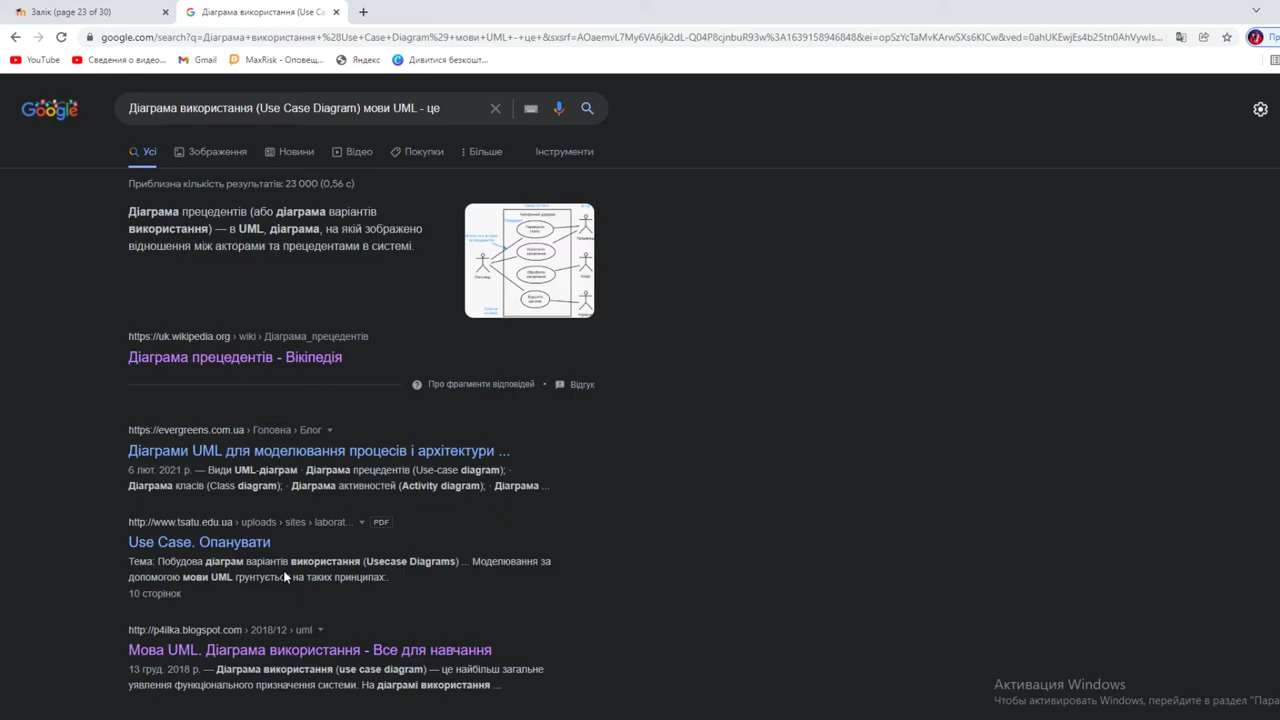 Залік (page 23 of 30)
Діаграма використання (Use Ca
google.com/search?q=Діаграма+використання+%28Use+Case+Diagram%29+мови+UML+-+це+&sxsrf=AOaemvL7My6VA6jk2dL-Q04P8cjnbuR93w%3A1639158946848&ei=opSzYcTaMvKArwSXs6KICw&ved=0ahUKEwjEs4b25tn0AhVywIs...
YouTube
Сведения о видео...
Gmail
MaxRisk - Оповещ...
Яндекс
Дивитися безкошт...
Google
Діаграма використання (Use Case Diagram) мови UML - це
Усі
Зображення
Новини
Відео
Покупки
Більше
Інструменти
Приблизна кількість результатів: 23 000 (0,56 с)
Діаграма прецедентів (або діаграма варіантів
використання) — в UML, діаграма, на якій зображено
відношення між акторами та прецедентами в системі.
https://uk.wikipedia.org › wiki › Діаграма_прецедентів
Діаграма прецедентів - Вікіпедія
Про фрагменти відповідей • Відгук
https://evergreens.com.ua › Головна › Блог
Діаграми UML для моделювання процесів і архітектури ...
6 лют. 2021 р. — Види UML-діаграм · Діаграма прецедентів (Use-case diagram); ·
Діаграма класів (Class diagram); · Діаграма активностей (Activity diagram); · Діаграма ...
http://www.tsatu.edu.ua › uploads › sites › laborat... PDF
Use Case. Опанувати
Тема: Побудова діаграм варіантів використання (Usecase Diagrams) ... Моделювання за
допомогою мови UML грунтується на таких принципах:.
10 сторінок
http://p4ilka.blogspot.com › 2018/12 › uml
Мова UML. Діаграма використання - Все для навчання
13 груд. 2018 р. — Діаграма використання (use case diagram) — це найбільш загальне
уявлення функціонального призначення системи. На діаграмі використання ...
Активация Windows
Чтобы активировать Windows, перейдите в раздел "Пара